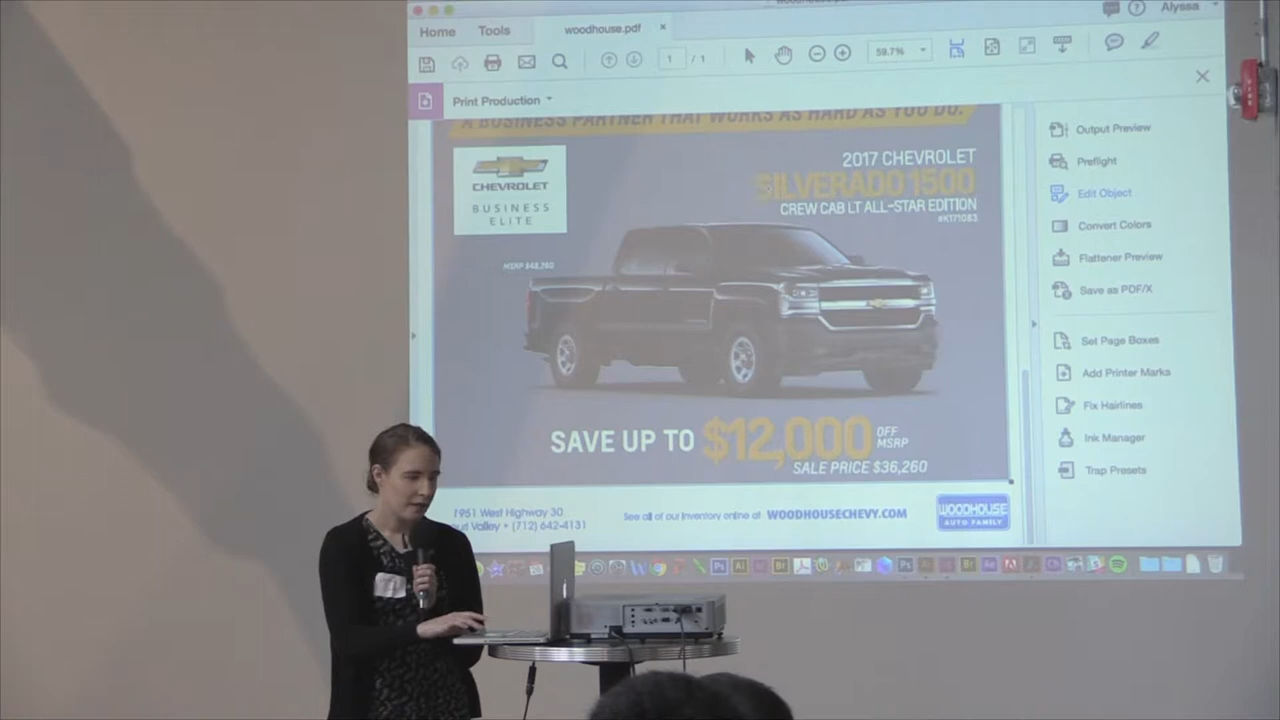 Alyssa
Home
Tools
woodhouse.pdf
1 / 1
59.7%
Print Production
A BUSINESS PARTNER THAT WORKS AS HARD AS YOU DO.
CHEVROLET
BUSINESS
ELITE
2017 CHEVROLET
SILVERADO 1500
CREW CAB LT ALL-STAR EDITION
#KT71083
MSRP $48,260
SAVE UP TO $12,000 OFF MSRP
SALE PRICE $36,260
1951 West Highway 30
Valley • (712) 642-4131
See all of our inventory online at WOODHOUSECHEVY.COM
WOODHOUSE
AUTO FAMILY
Output Preview
Preflight
Edit Object
Convert Colors
Flattener Preview
Save as PDF/X
Set Page Boxes
Add Printer Marks
Fix Hairlines
Ink Manager
Trap Presets